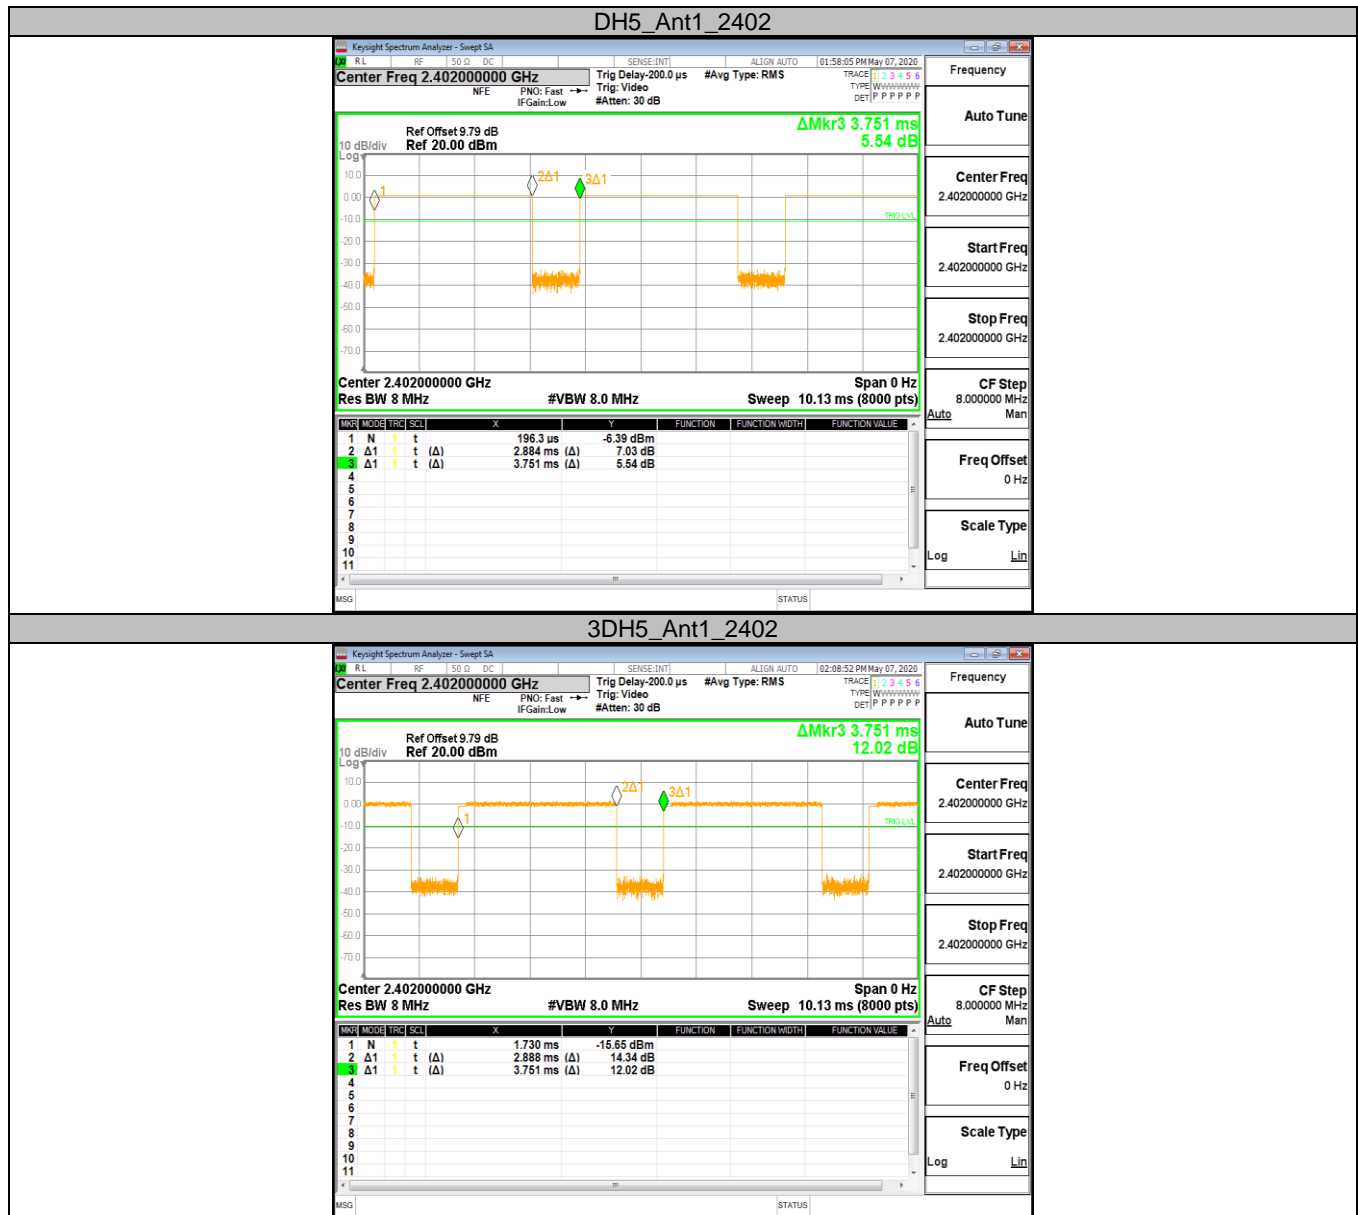 DH5_Ant1_2402
Keysight Spectrum Analyzer - Swept SA
RL RF 50 Ω DC SENSE:INT ALIGN AUTO 01:58:05 PM May 07, 2020
Center Freq 2.402000000 GHz Trig Delay-200.0 µs #Avg Type: RMS TRACE 1 2 3 4 5 6
NFE PNO: Fast Trig: Video TYPE WWWWWW
IFGain:Low #Atten: 30 dB DET P P P P P P
Frequency
Auto Tune
ΔMkr3 3.751 ms
5.54 dB
Ref Offset 9.79 dB
10 dB/div Ref 20.00 dBm
Log
10.0
0.00
-10.0
-20.0
-30.0
-40.0
-50.0
-60.0
-70.0
1
2Δ1
3Δ1
TRIG LVL
Center 2.402000000 GHz Span 0 Hz
Res BW 8 MHz #VBW 8.0 MHz Sweep 10.13 ms (8000 pts)
MKR MODE TRC SCL X Y FUNCTION FUNCTION WIDTH FUNCTION VALUE
1 N 1 t 196.3 µs -6.39 dBm
2 Δ1 1 t (Δ) 2.884 ms (Δ) 7.03 dB
3 Δ1 1 t (Δ) 3.751 ms (Δ) 5.54 dB
4
5
6
7
8
9
10
11
MSG STATUS
Center Freq
2.402000000 GHz
Start Freq
2.402000000 GHz
Stop Freq
2.402000000 GHz
CF Step
8.000000 MHz
Auto Man
Freq Offset
0 Hz
Scale Type
Log Lin
3DH5_Ant1_2402
Keysight Spectrum Analyzer - Swept SA
RL RF 50 Ω DC SENSE:INT ALIGN AUTO 02:08:52 PM May 07, 2020
Center Freq 2.402000000 GHz Trig Delay-200.0 µs #Avg Type: RMS TRACE 1 2 3 4 5 6
NFE PNO: Fast Trig: Video TYPE WWWWWW
IFGain:Low #Atten: 30 dB DET P P P P P P
Frequency
Auto Tune
ΔMkr3 3.751 ms
12.02 dB
Ref Offset 9.79 dB
10 dB/div Ref 20.00 dBm
Log
10.0
0.00
-10.0
-20.0
-30.0
-40.0
-50.0
-60.0
-70.0
1
2Δ1
3Δ1
TRIG LVL
Center 2.402000000 GHz Span 0 Hz
Res BW 8 MHz #VBW 8.0 MHz Sweep 10.13 ms (8000 pts)
MKR MODE TRC SCL X Y FUNCTION FUNCTION WIDTH FUNCTION VALUE
1 N 1 t 1.730 ms -15.65 dBm
2 Δ1 1 t (Δ) 2.888 ms (Δ) 14.34 dB
3 Δ1 1 t (Δ) 3.751 ms (Δ) 12.02 dB
4
5
6
7
8
9
10
11
MSG STATUS
Center Freq
2.402000000 GHz
Start Freq
2.402000000 GHz
Stop Freq
2.402000000 GHz
CF Step
8.000000 MHz
Auto Man
Freq Offset
0 Hz
Scale Type
Log Lin